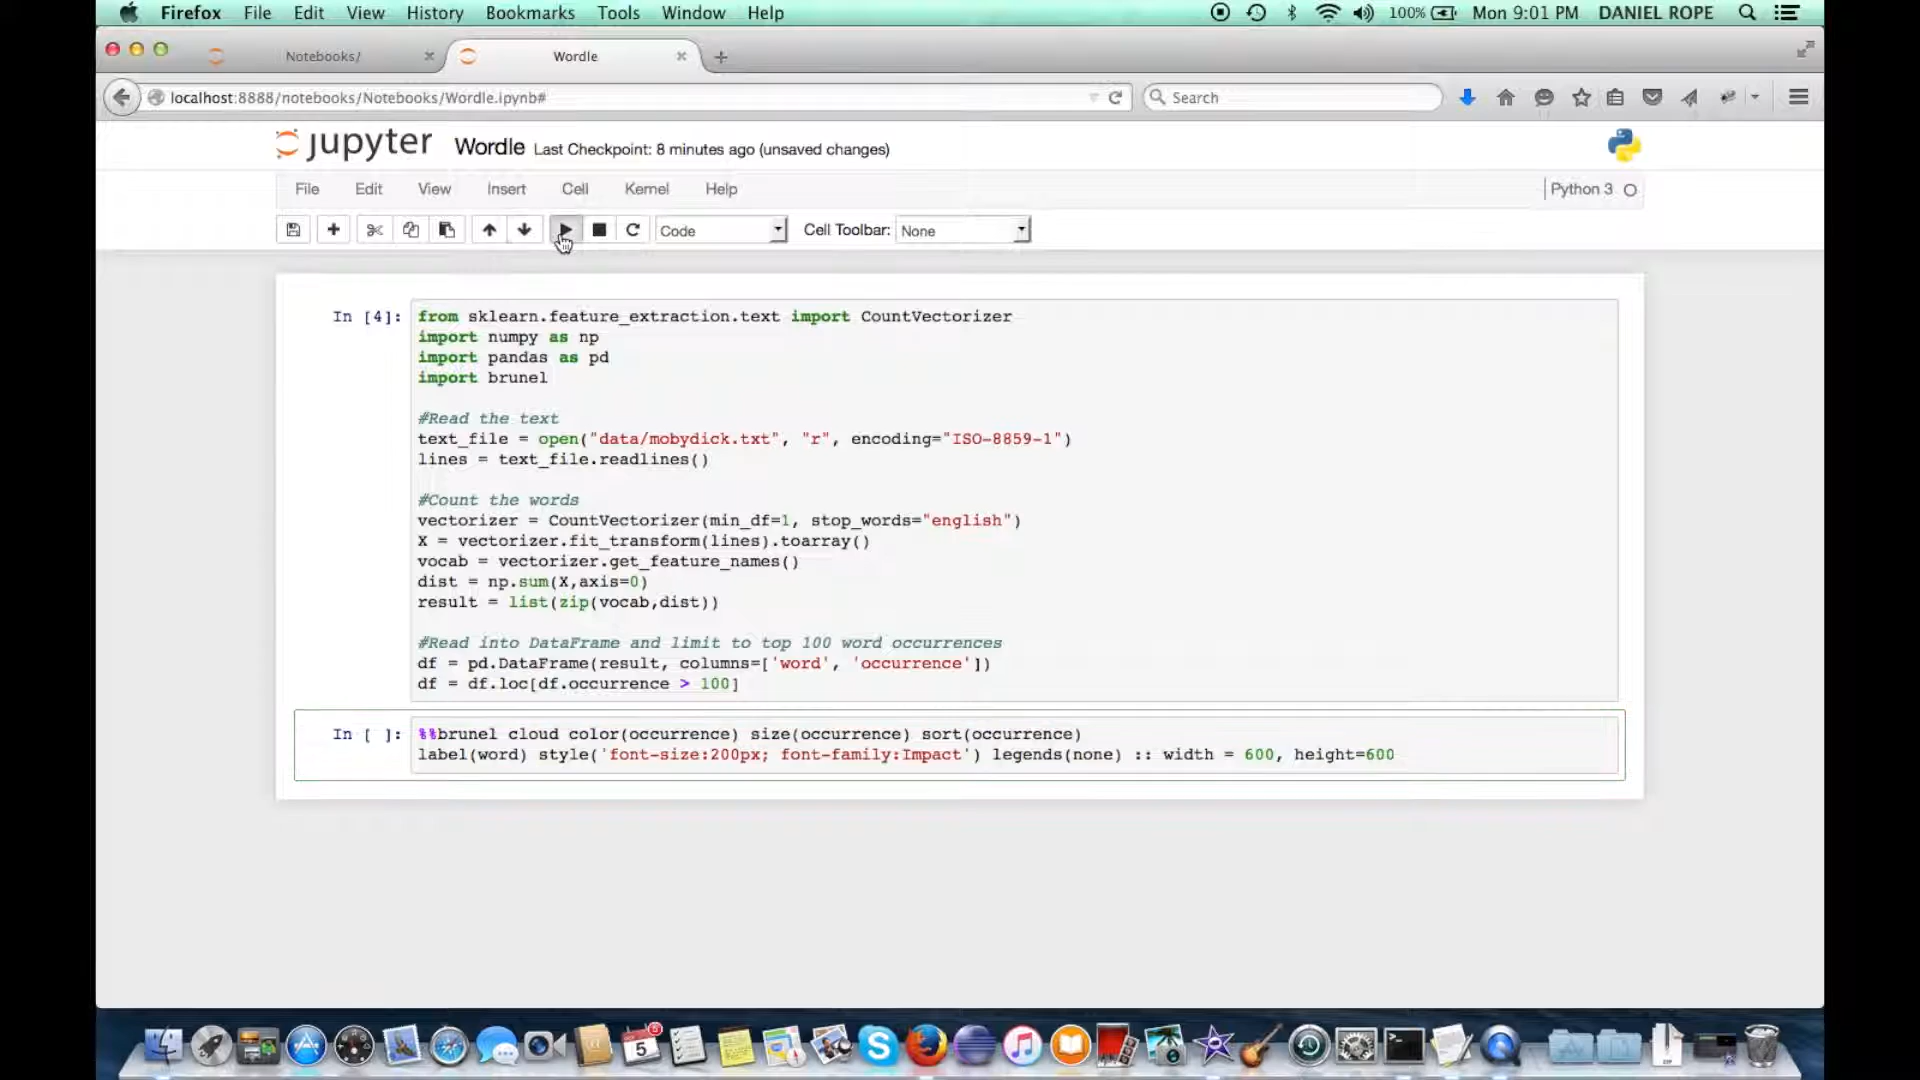 Firefox File Edit View History Bookmarks Tools Window Help 100% Mon 9:01 PM DANIEL ROPE
Notebooks/ Wordle
localhost:8888/notebooks/Notebooks/Wordle.ipynb# Search
jupyter Wordle Last Checkpoint: 8 minutes ago (unsaved changes)
File Edit View Insert Cell Kernel Help Python 3
Code Cell Toolbar: None
In [4]: from sklearn.feature_extraction.text import CountVectorizer
import numpy as np
import pandas as pd
import brunel
#Read the text
text_file = open("data/mobydick.txt", "r", encoding="ISO-8859-1")
lines = text_file.readlines()
#Count the words
vectorizer = CountVectorizer(min_df=1, stop_words="english")
X = vectorizer.fit_transform(lines).toarray()
vocab = vectorizer.get_feature_names()
dist = np.sum(X,axis=0)
result = list(zip(vocab,dist))
#Read into DataFrame and limit to top 100 word occurrences
df = pd.DataFrame(result, columns=['word', 'occurrence'])
df = df.loc[df.occurrence > 100]
In [ ]: %%brunel cloud color(occurrence) size(occurrence) sort(occurrence)
label(word) style('font-size:200px; font-family:Impact') legends(none) :: width = 600, height=600
5